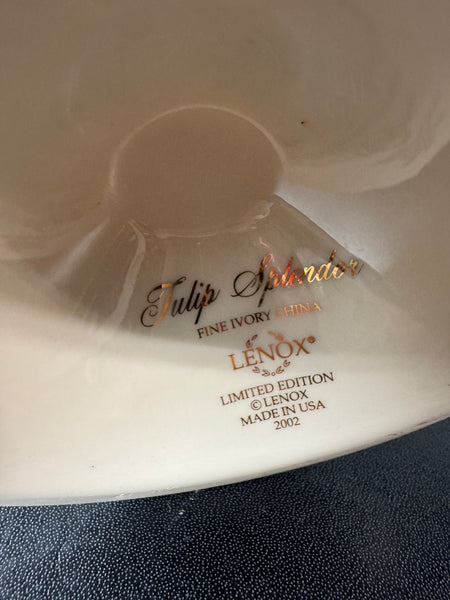 Tulip Splendor
FINE IVORY CHINA
LENOX®
LIMITED EDITION
© LENOX
MADE IN USA
2002